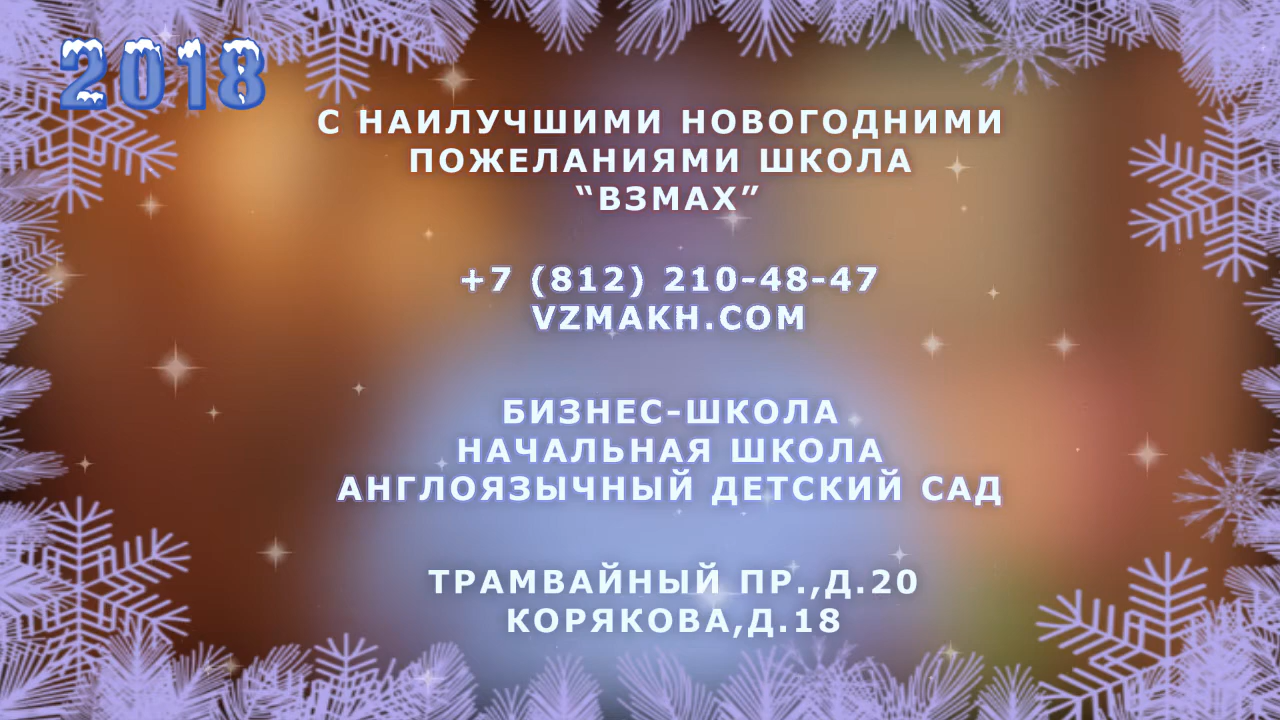 2018
С НАИЛУЧШИМИ НОВОГОДНИМИ
ПОЖЕЛАНИЯМИ ШКОЛА
“ВЗМАХ”
+7 (812) 210-48-47
VZMAKH.COM
БИЗНЕС-ШКОЛА
НАЧАЛЬНАЯ ШКОЛА
АНГЛОЯЗЫЧНЫЙ ДЕТСКИЙ САД
ТРАМВАЙНЫЙ ПР.,Д.20
КОРЯКОВА,Д.18